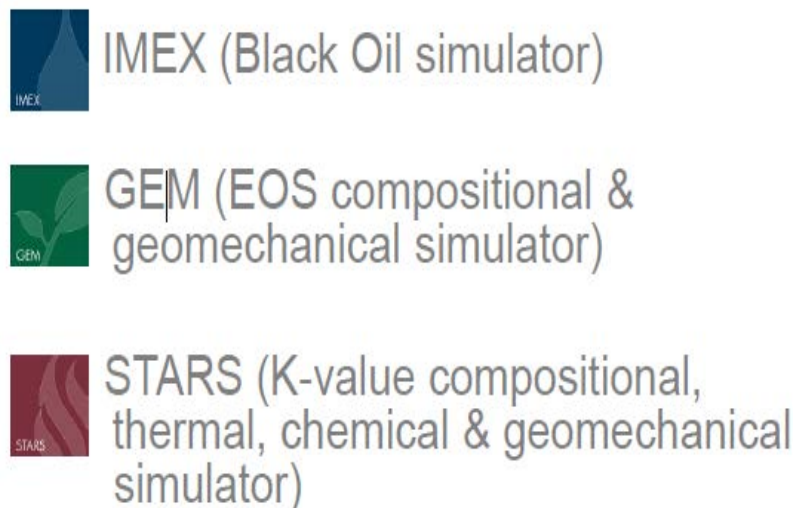 IMEX
IMEX (Black Oil simulator)
GEM
GEM (EOS compositional &
geomechanical simulator)
STARS
STARS (K-value compositional,
thermal, chemical & geomechanical
simulator)